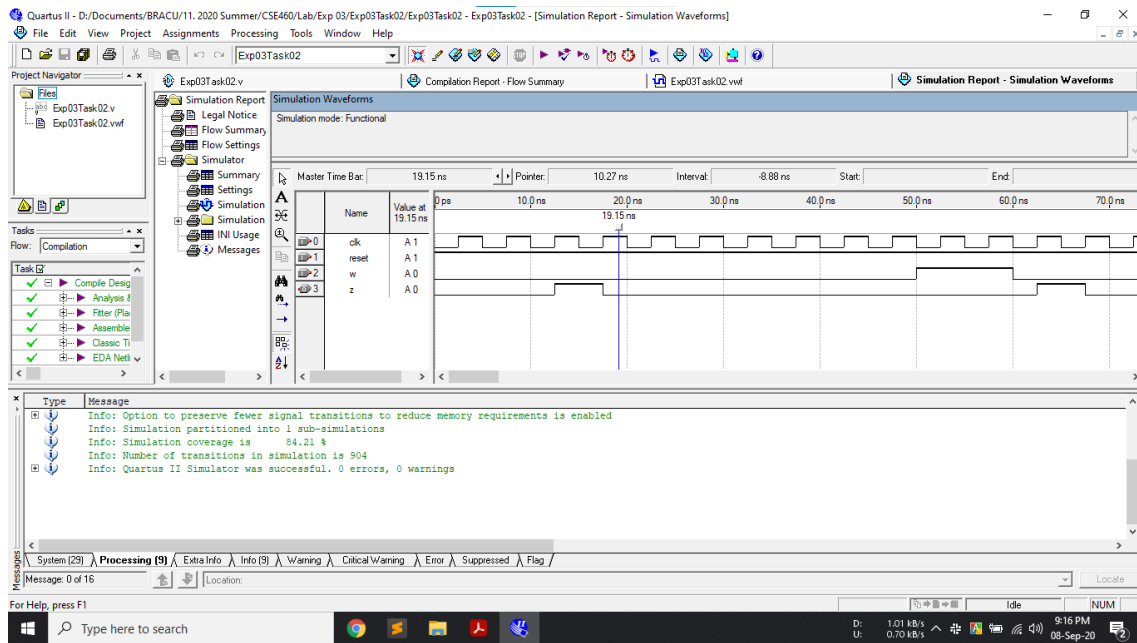 Quartus II - D:/Documents/BRACU/11. 2020 Summer/CSE460/Lab/Exp 03/Exp03Task02/Exp03Task02 - Exp03Task02 - [Simulation Report - Simulation Waveforms]
File Edit View Project Assignments Processing Tools Window Help
Exp03Task02
Project Navigator
Files
Exp03Task02.v
Exp03Task02.vwf
Exp03Task02.v
Compilation Report - Flow Summary
Exp03Task02.vwf
Simulation Report - Simulation Waveforms
Simulation Report
Legal Notice
Flow Summary
Flow Settings
Simulator
Summary
Settings
Simulation
Simulation
INI Usage
Messages
Simulation Waveforms
Simulation mode: Functional
Master Time Bar: 19.15 ns Pointer: 10.27 ns Interval: -8.88 ns Start: End:
Name Value at 19.15 ns
0 ps 10.0 ns 20.0 ns 30.0 ns 40.0 ns 50.0 ns 60.0 ns 70.0 ns
19.15 ns
0 clk A 1
1 reset A 1
2 w A 0
3 z A 0
Tasks
Flow: Compilation
Task
Compile Desig
Analysis &
Fitter (Pla
Assemble
Classic Ti
EDA Netli
Type Message
Info: Option to preserve fewer signal transitions to reduce memory requirements is enabled
Info: Simulation partitioned into 1 sub-simulations
Info: Simulation coverage is 84.21 %
Info: Number of transitions in simulation is 904
Info: Quartus II Simulator was successful. 0 errors, 0 warnings
Messages
System (29) Processing (9) Extra Info Info (9) Warning Critical Warning Error Suppressed Flag
Message: 0 of 16 Location: Locate
For Help, press F1 Idle NUM
Type here to search
D: 1.01 kB/s
U: 0.70 kB/s
9:16 PM
08-Sep-20